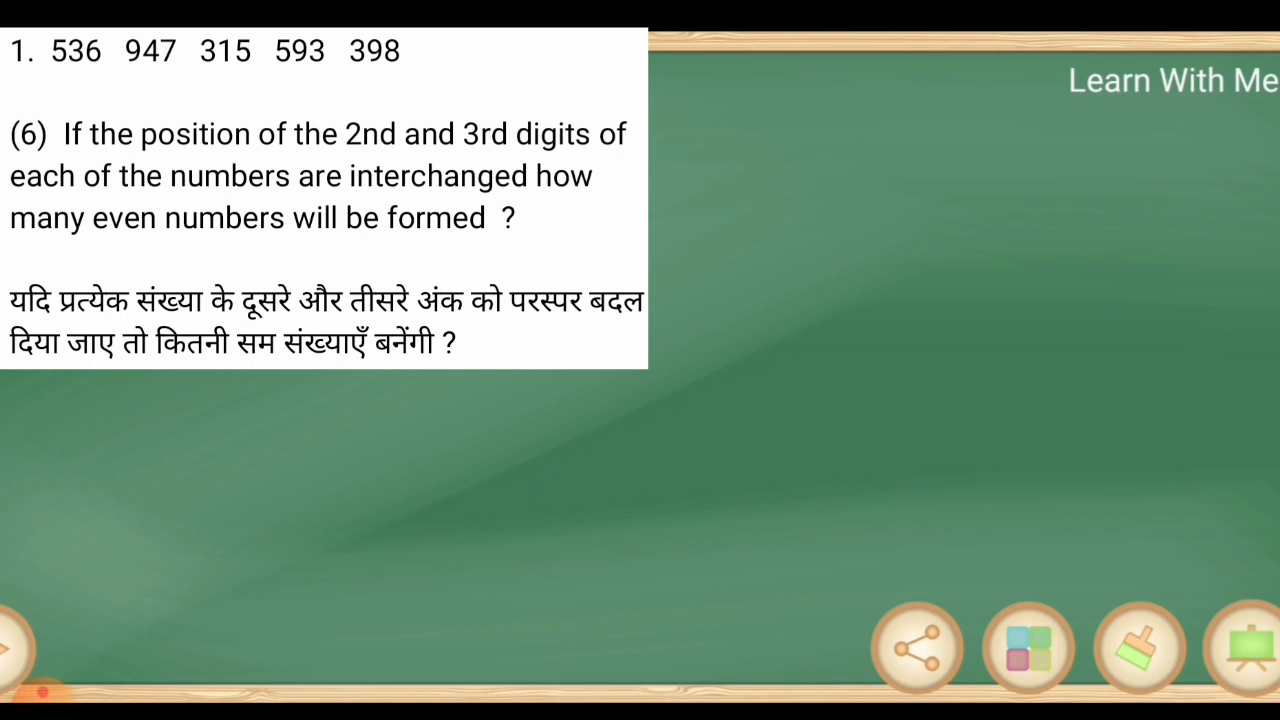 1. 536 947 315 593 398
Learn With Me
(6) If the position of the 2nd and 3rd digits of
each of the numbers are interchanged how
many even numbers will be formed ?
यदि प्रत्येक संख्या के दूसरे और तीसरे अंक को परस्पर बदल
दिया जाए तो कितनी सम संख्याएँ बनेंगी ?